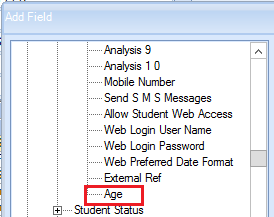 Add Field
Analysis 9
Analysis 1 0
Mobile Number
Send S M S Messages
Allow Student Web Access
Web Login User Name
Web Login Password
Web Preferred Date Format
External Ref
Age
Student Status